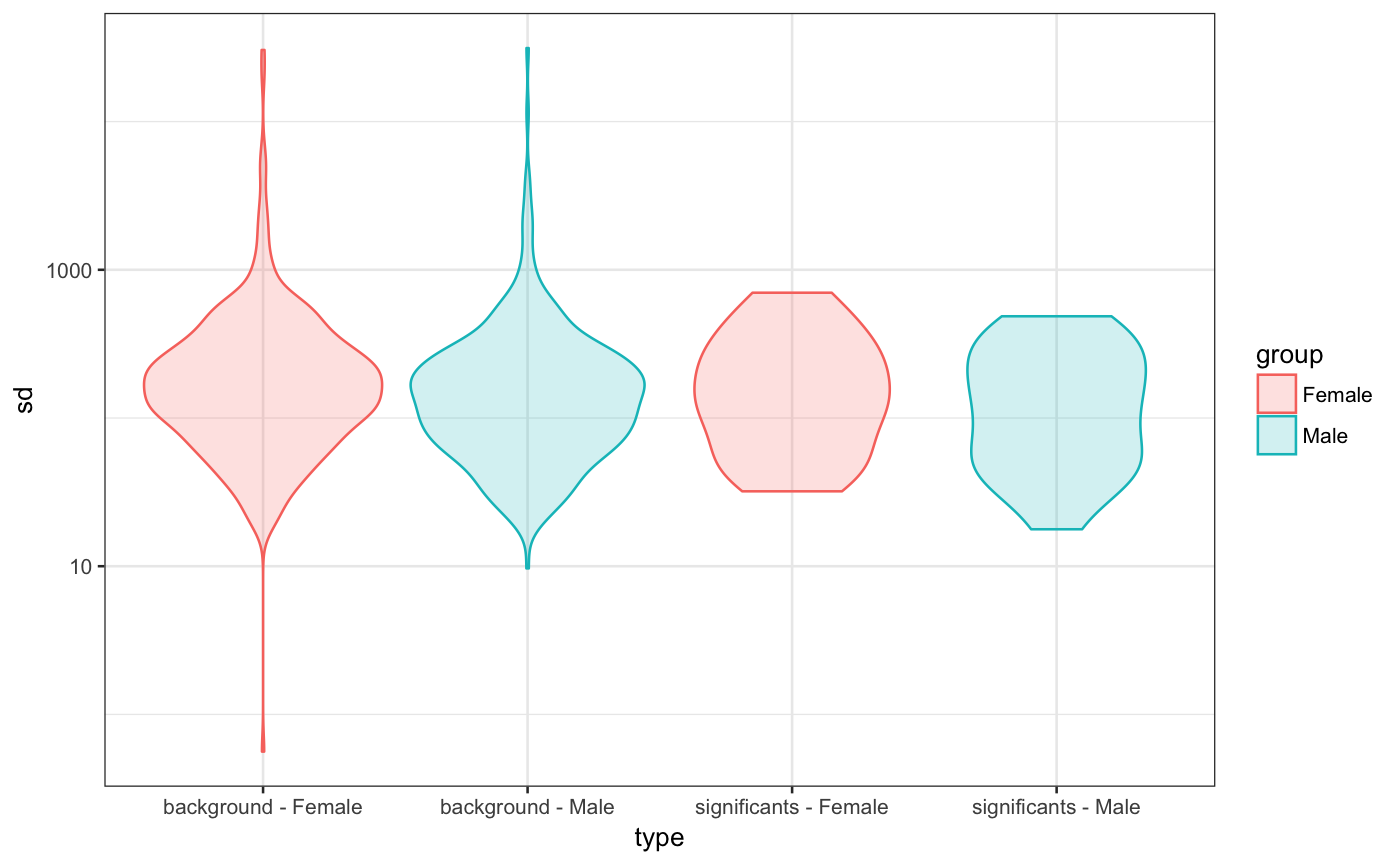 sd
1000
10
background - Female
background - Male
significants - Female
significants - Male
type
group
Female
Male